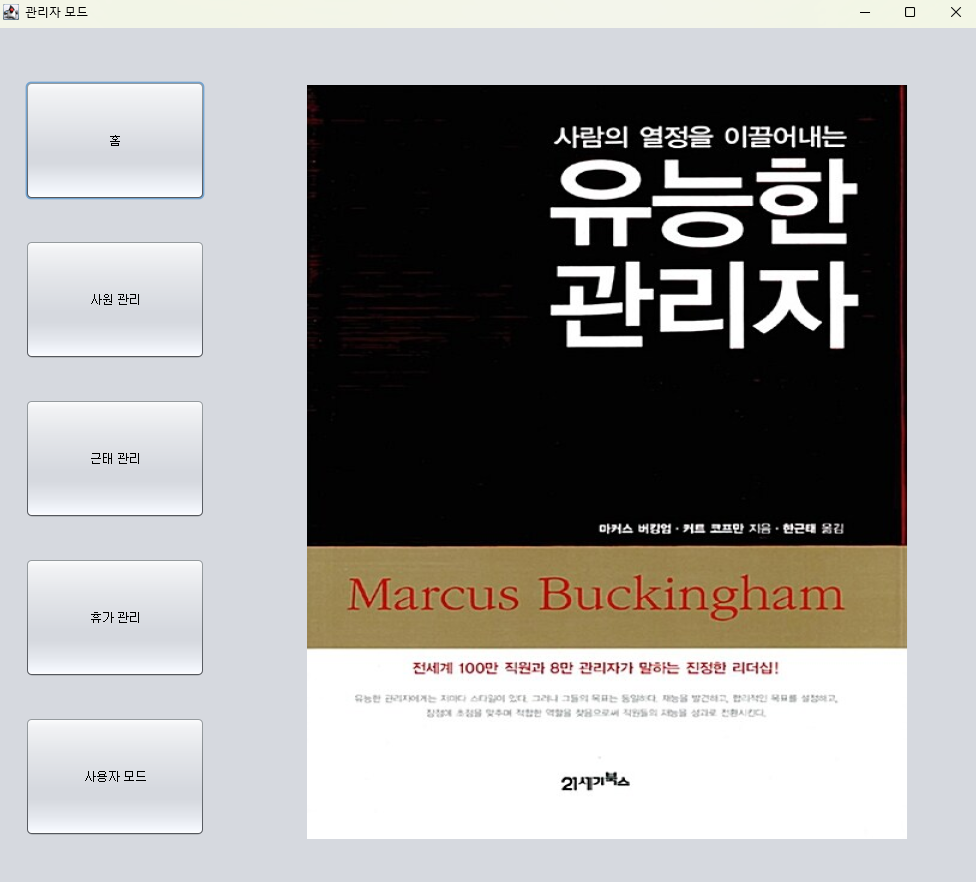 관리자 모드
홈
사원 관리
근태 관리
휴가 관리
사용자 모드
사람의 열정을 이끌어내는
유능한
관리자
마커스 버킹엄 · 커트 코프만 지음 · 한근태 옮김
Marcus Buckingham
전세계 100만 직원과 8만 관리자가 말하는 진정한 리더십!
유능한 관리자에게는 저마다 스타일이 있다. 그러나 그들의 목표는 동일하다. 재능을 발견하고, 합리적인 목표를 설정하고,
강점에 초점을 맞추며 적합한 역할을 찾음으로써 직원들의 재능을 성과로 전환시킨다.
21세기북스